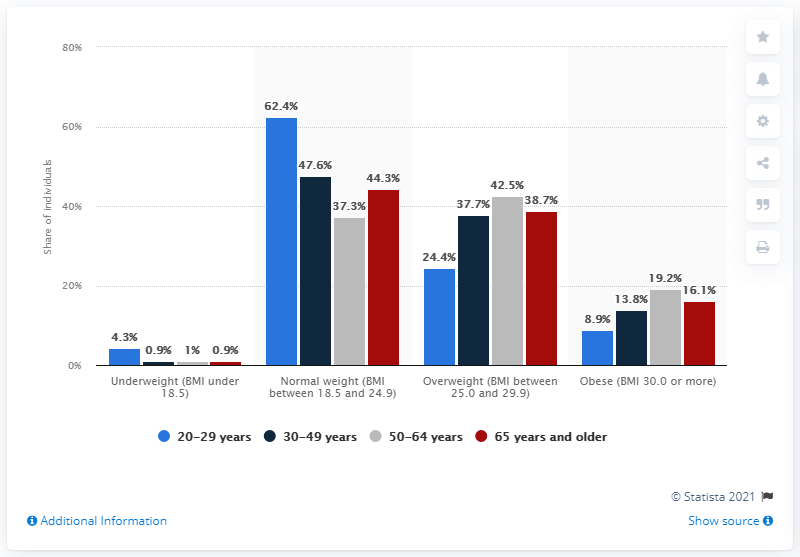 80%
60%
40%
20%
0%
Share of individuals
4.3%
0.9%
1%
0.9%
62.4%
47.6%
37.3%
44.3%
24.4%
37.7%
42.5%
38.7%
8.9%
13.8%
19.2%
16.1%
Underweight (BMI under
18.5)
Normal weight (BMI
between 18.5 and 24.9)
Overweight (BMI between
25.0 and 29.9)
Obese (BMI 30.0 or more)
20–29 years
30–49 years
50–64 years
65 years and older
© Statista 2021
Additional Information
Show source